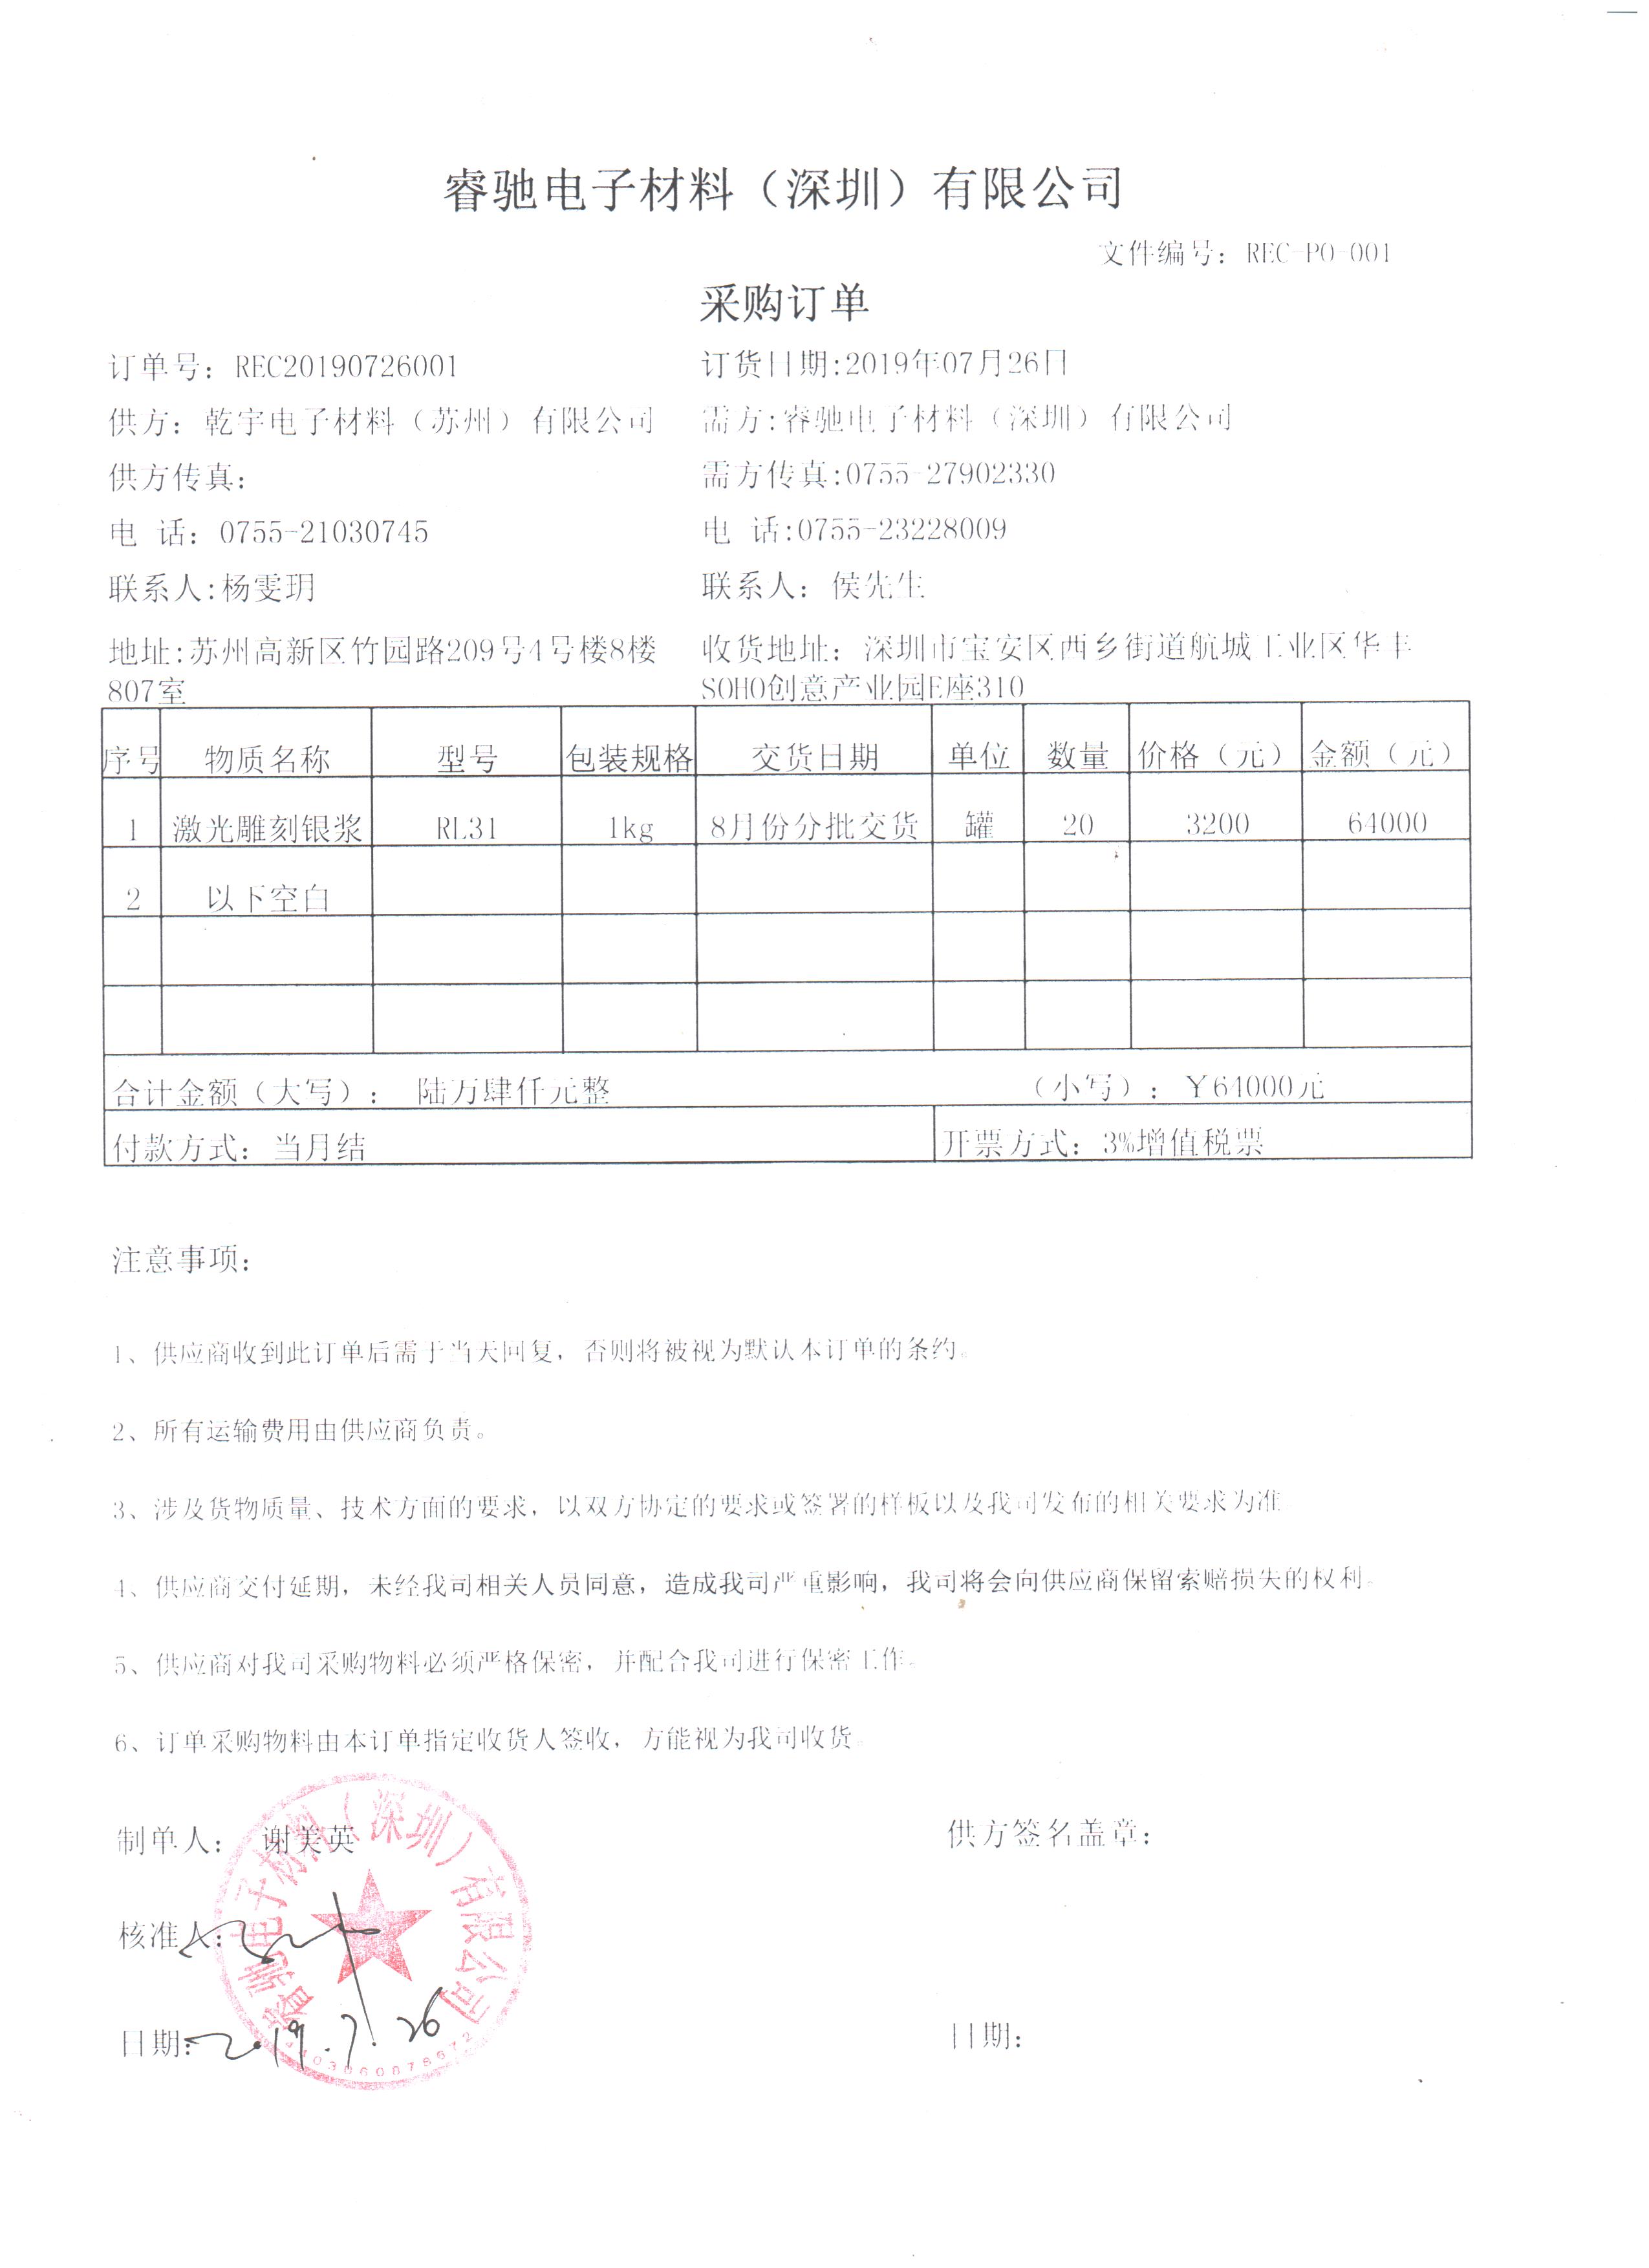 睿驰电子材料（深圳）有限公司
文件编号：REC-PO-001
采购订单
订单号：REC20190726001 订货日期:2019年07月26日
供方：乾宇电子材料（苏州）有限公司 需方:睿驰电子材料（深圳）有限公司
供方传真： 需方传真:0755-27902330
电 话：0755-21030745 电 话:0755-23228009
联系人:杨雯玥 联系人：侯先生
地址:苏州高新区竹园路209号4号楼8楼 收货地址：深圳市宝安区西乡街道航城工业区华丰
807室 SOHO创意产业园E座310
序号 物质名称 型号 包装规格 交货日期 单位 数量 价格（元） 金额（元）
1 激光雕刻银浆 RL31 1kg 8月份分批交货 罐 20 3200 64000
2 以下空白
合计金额（大写）： 陆万肆仟元整 （小写）：￥64000元
付款方式：当月结 开票方式：3%增值税票
注意事项：
1、供应商收到此订单后需于当天回复，否则将被视为默认本订单的条约。
2、所有运输费用由供应商负责。
3、涉及货物质量、技术方面的要求，以双方协定的要求或签署的样板以及我司发布的相关要求为准
4、供应商交付延期，未经我司相关人员同意，造成我司严重影响，我司将会向供应商保留索赔损失的权利。
5、供应商对我司采购物料必须严格保密，并配合我司进行保密工作。
6、订单采购物料由本订单指定收货人签收，方能视为我司收货。
制单人： 谢美英 供方签名盖章：
核准人：
日期：2019.7.26 日期：
睿驰电子材料（深圳）有限公司